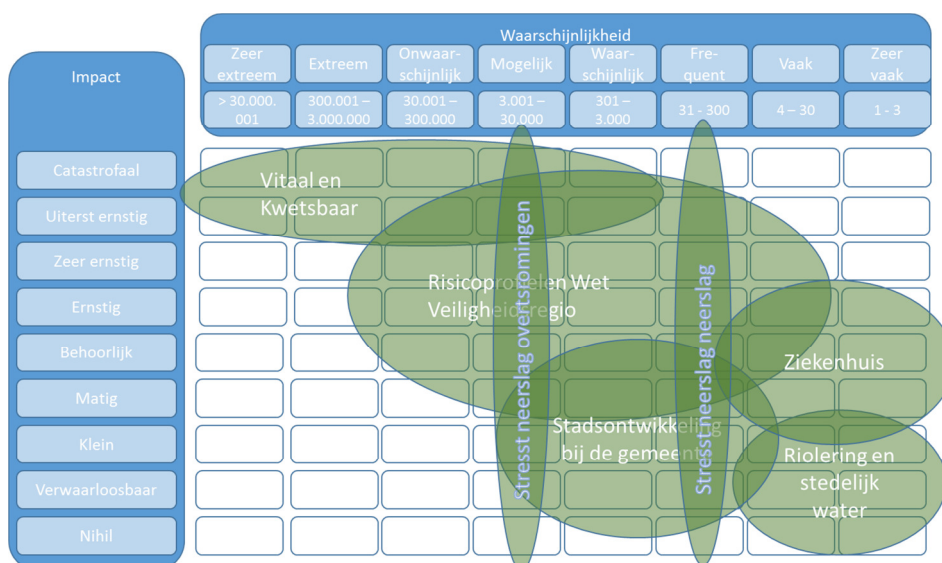 Waarschijnlijkheid
Impact
Zeer
extreem
Extreem
Onwaar-
schijnlijk
Mogelijk
Waar-
schijnlijk
Fre-
quent
Vaak
Zeer
vaak
> 30.000.
001
300.001 –
3.000.000
30.001 –
300.000
3.001 –
30.000
301 –
3.000
31 - 300
4 – 30
1 - 3
Catastrofaal
Uiterst ernstig
Zeer ernstig
Ernstig
Behoorlijk
Matig
Klein
Verwaarloosbaar
Nihil
Vitaal en
Kwetsbaar
Risicoprofielen Wet
Veiligheidsregio
Stresst neerslag overtsromingen
Stresst neerslag neerslag
Ziekenhuis
Stadsontwikkeling
bij de gemeente
Riolering en
stedelijk
water